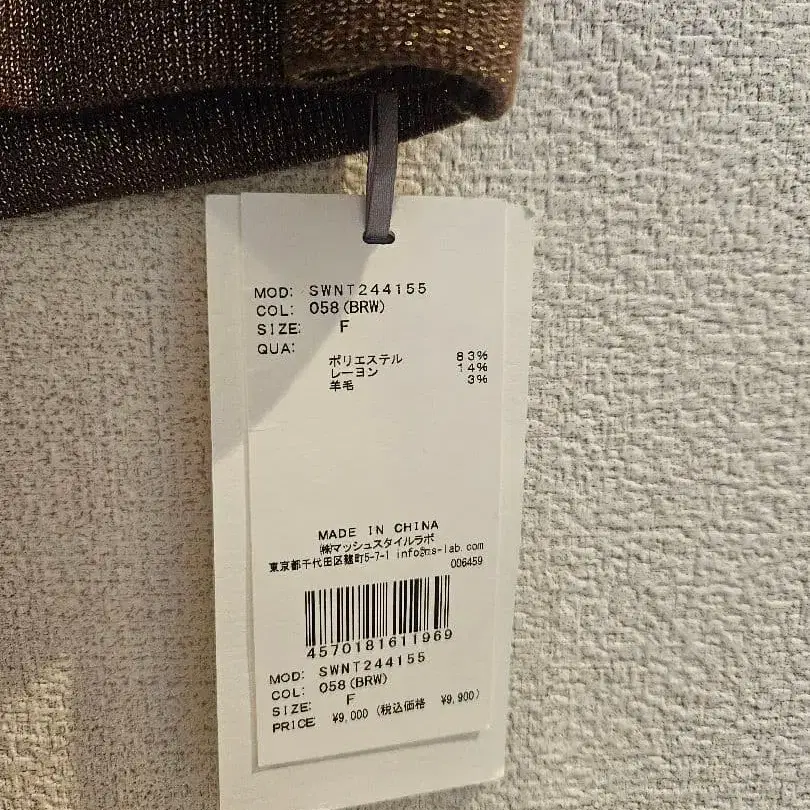 MOD: SWNT244155
COL: 058(BRW)
SIZE: F
QUA:
ポリエステル 83%
レーヨン 14%
羊毛 3%
MADE IN CHINA
㈱マッシュスタイルラボ
東京都千代田区麹町5-7-1 info@ms-lab.com
006459
4570181611969
MOD: SWNT244155
COL: 058(BRW)
SIZE: F
PRICE: ¥9,000 (税込価格 ¥9,900)